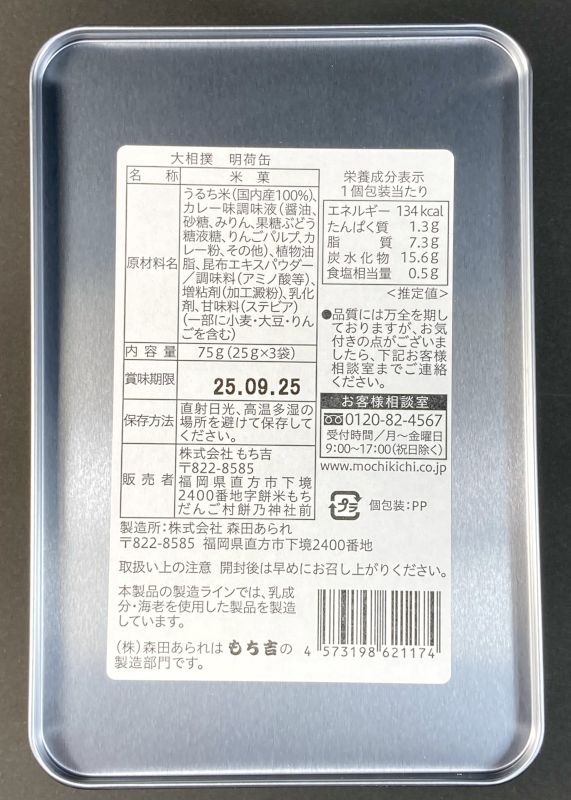 大相撲 明荷缶
名称 米菓
原材料名
うるち米(国内産100%)、
カレー味調味液(醤油、
砂糖、みりん、果糖ぶどう
糖液糖、りんごパルプ、カ
レー粉、その他)、植物油
脂、昆布エキスパウダー
/調味料(アミノ酸等)、
増粘剤(加工澱粉)、乳化
剤、甘味料(ステビア)
(一部に小麦・大豆・りん
ごを含む)
内容量 75g(25g×3袋)
賞味期限 25.09.25
保存方法
直射日光、高温多湿の
場所を避けて保存して
ください。
販売者
株式会社 もち吉
〒822-8585
福岡県直方市下境
2400番地字餅米もち
だんご村餅乃神社前
栄養成分表示
1個包装当たり
エネルギー 134kcal
たんぱく質 1.3g
脂質 7.3g
炭水化物 15.6g
食塩相当量 0.5g
<推定値>
●品質には万全を期し
ておりますが、お気
付きの点がございま
したら、下記お客様
相談室までご連絡
ください。
お客様相談室
0120-82-4567
受付時間/月~金曜日
9:00~17:00(祝日除く)
www.mochikichi.co.jp
プラ 個包装:PP
製造所:株式会社 森田あられ
〒822-8585 福岡県直方市下境2400番地
取扱い上の注意 開封後は早めにお召し上がりください。
本製品の製造ラインでは、乳成
分・海老を使用した製品を製造
しています。
(株)森田あられは もち吉の
製造部門です。
4 573198 621174